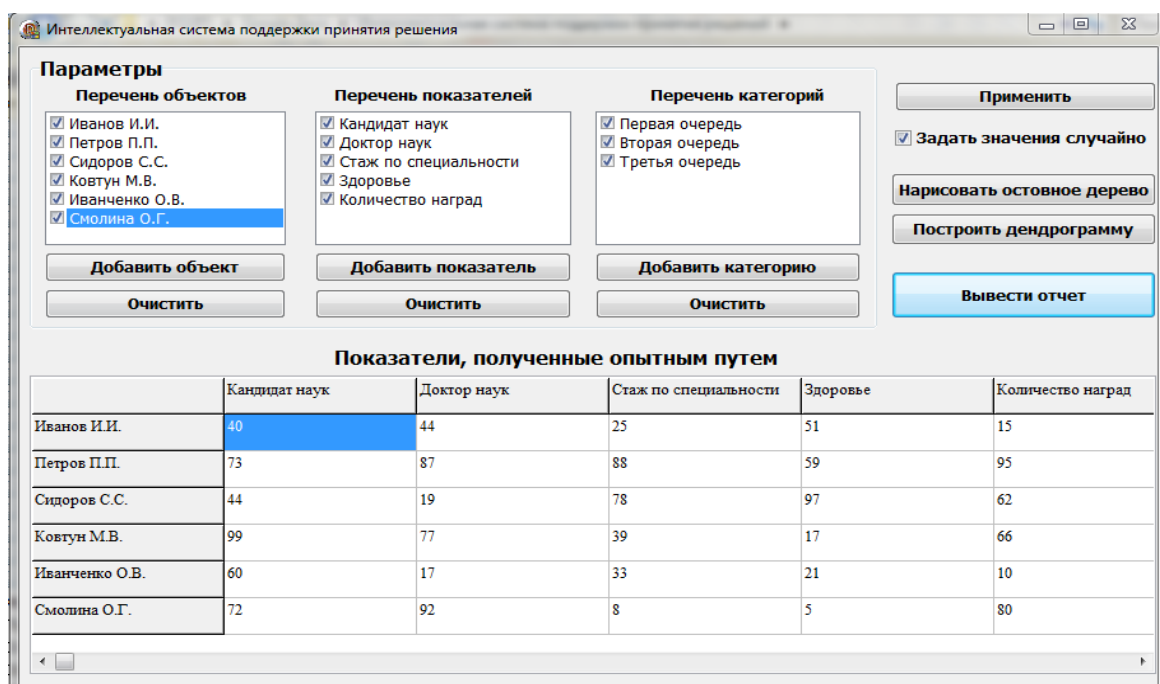 Интеллектуальная система поддержки принятия решения
Параметры
Перечень объектов
Иванов И.И.
Петров П.П.
Сидоров С.С.
Ковтун М.В.
Иванченко О.В.
Смолина О.Г.
Добавить объект
Очистить
Перечень показателей
Кандидат наук
Доктор наук
Стаж по специальности
Здоровье
Количество наград
Добавить показатель
Очистить
Перечень категорий
Первая очередь
Вторая очередь
Третья очередь
Добавить категорию
Очистить
Применить
Задать значения случайно
Нарисовать остовное дерево
Построить дендрограмму
Вывести отчет
Показатели, полученные опытным путем
Кандидат наук Доктор наук Стаж по специальности Здоровье Количество наград
Иванов И.И. 40 44 25 51 15
Петров П.П. 73 87 88 59 95
Сидоров С.С. 44 19 78 97 62
Ковтун М.В. 99 77 39 17 66
Иванченко О.В. 60 17 33 21 10
Смолина О.Г. 72 92 8 5 80